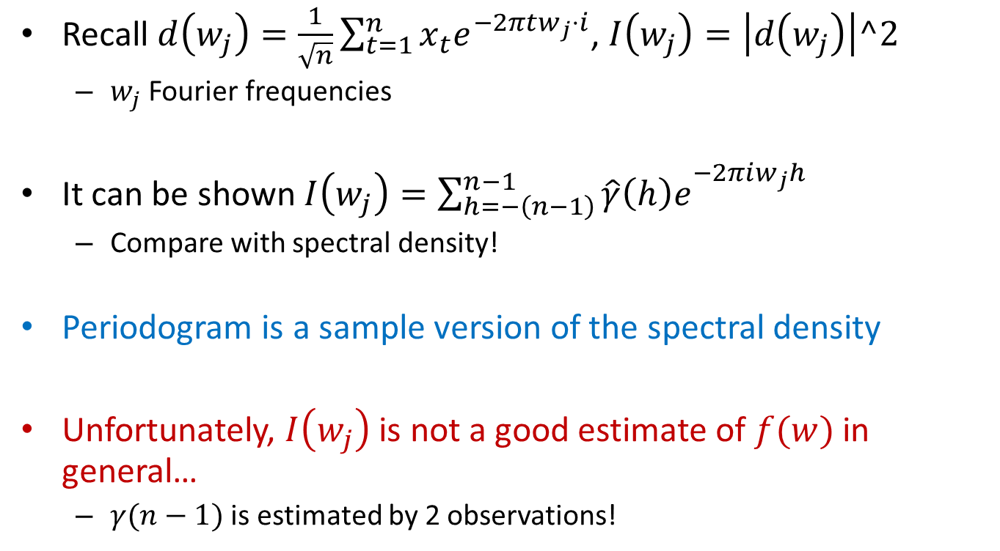 • Recall $d(w_j) = \frac{1}{\sqrt{n}} \sum_{t=1}^{n} x_t e^{-2\pi t w_j \cdot i}$, $I(w_j) = |d(w_j)|\text{^}2$
– $w_j$ Fourier frequencies
• It can be shown $I(w_j) = \sum_{h=-(n-1)}^{n-1} \hat{\gamma}(h) e^{-2\pi i w_j h}$
– Compare with spectral density!
• Periodogram is a sample version of the spectral density
• Unfortunately, $I(w_j)$ is not a good estimate of $f(w)$ in
general…
– $\gamma(n-1)$ is estimated by 2 observations!